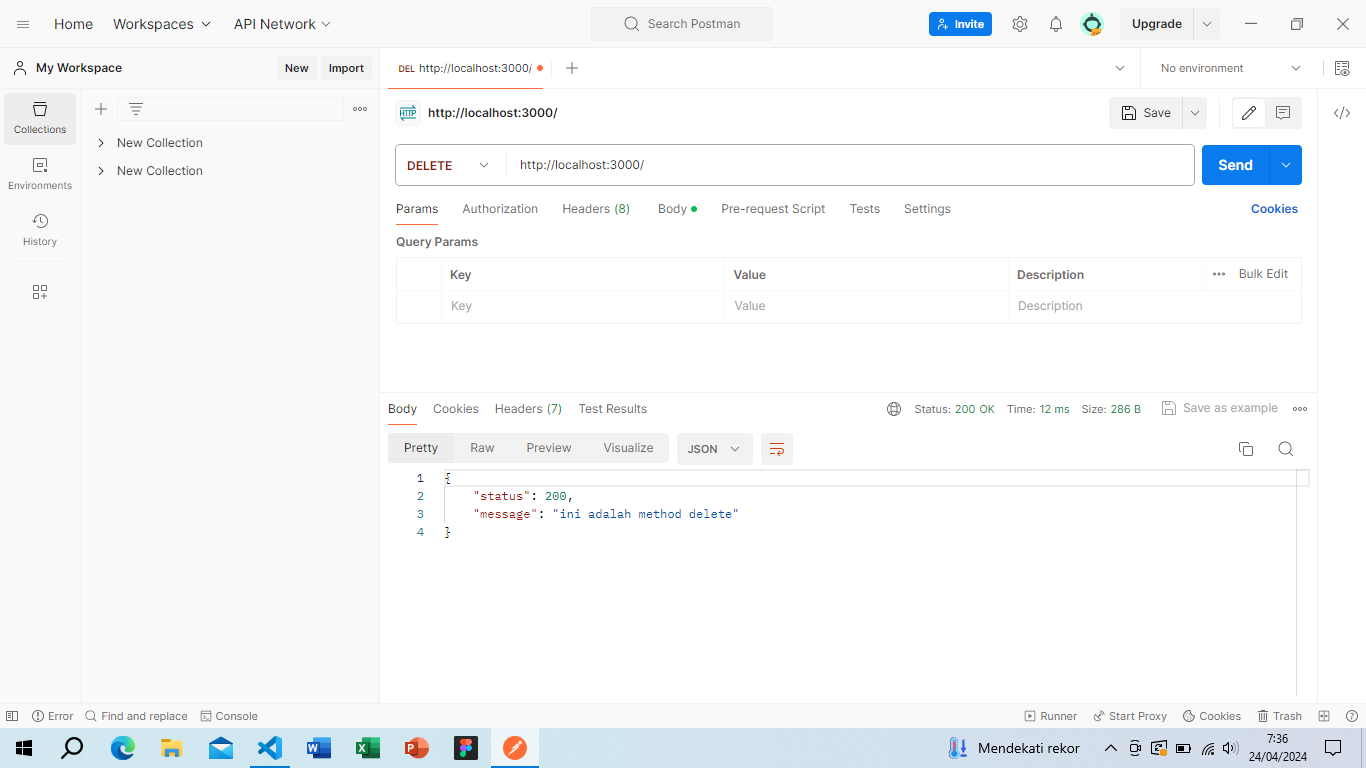 Home Workspaces API Network Search Postman Invite Upgrade
My Workspace New Import DEL http://localhost:3000/ No environment
Collections
Environments
History
New Collection
New Collection
HTTP http://localhost:3000/ Save
DELETE http://localhost:3000/ Send
Params Authorization Headers (8) Body Pre-request Script Tests Settings Cookies
Query Params
Key Value Description Bulk Edit
Key Value Description
Body Cookies Headers (7) Test Results Status: 200 OK Time: 12 ms Size: 286 B Save as example
Pretty Raw Preview Visualize JSON
1 {
2 "status": 200,
3 "message": "ini adalah method delete"
4 }
Error Find and replace Console Runner Start Proxy Cookies Trash
Mendekati rekor 7:36
24/04/2024